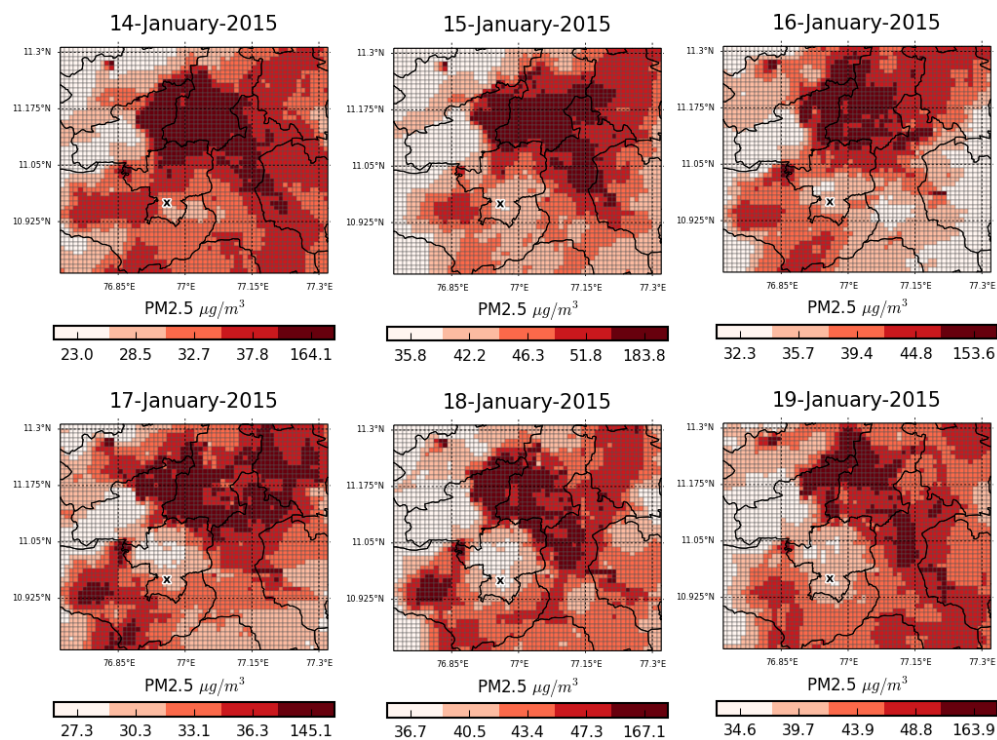 14-January-2015
15-January-2015
16-January-2015
11.3°N
11.175°N
11.05°N
10.925°N
76.85°E 77°E 77.15°E 77.3°E
x
PM2.5 μg/m³
23.0 28.5 32.7 37.8 164.1
11.3°N
11.175°N
11.05°N
10.925°N
76.85°E 77°E 77.15°E 77.3°E
x
PM2.5 μg/m³
35.8 42.2 46.3 51.8 183.8
11.3°N
11.175°N
11.05°N
10.925°N
76.85°E 77°E 77.15°E 77.3°E
x
PM2.5 μg/m³
32.3 35.7 39.4 44.8 153.6
17-January-2015
18-January-2015
19-January-2015
11.3°N
11.175°N
11.05°N
10.925°N
76.85°E 77°E 77.15°E 77.3°E
x
PM2.5 μg/m³
27.3 30.3 33.1 36.3 145.1
11.3°N
11.175°N
11.05°N
10.925°N
76.85°E 77°E 77.15°E 77.3°E
x
PM2.5 μg/m³
36.7 40.5 43.4 47.3 167.1
11.3°N
11.175°N
11.05°N
10.925°N
76.85°E 77°E 77.15°E 77.3°E
x
PM2.5 μg/m³
34.6 39.7 43.9 48.8 163.9